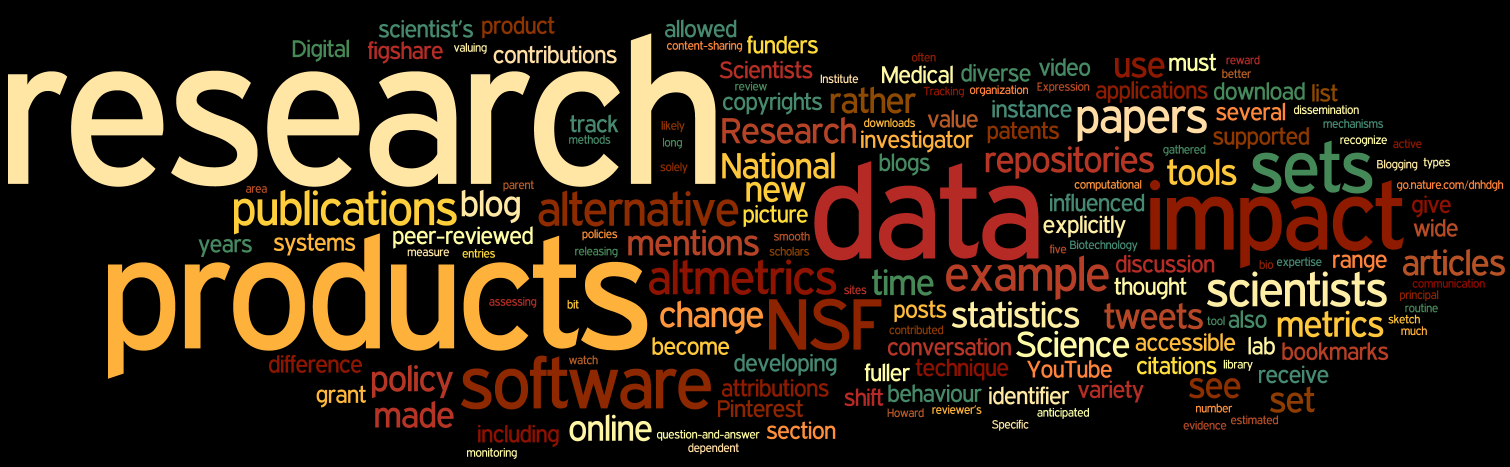 scientist's product allowed
Digital figshare valuing contributions content-sharing funders
often
Scientists Institute Medical diverse video use must reward
better
review Tracking organization Expression applications download list
research
copyrights rather instance papers several dissemination
track likely Research downloads value patents supported mechanisms
methods long investigator recognize active
solely National blogs repositories gathered tools sets Blogging types
area parent new data computational impact go.nature.com/dnhdgh
publications blog alternative picture influenced give
explicitly wide
years systems peer-reviewed policies mentions smooth
measure entries releasing scholars five Biotechnology
products altmetrics sites time example discussion bio expertise range articles
thought scientists communication
assessing bit principal
change NSF posts statistics tweets tool also metrics sketch routine
contributed much
become conversation Science accessible lab bookmarks
difference watch developing fuller technique YouTube citations library receive
policy software attributions shift behaviour identifier variety see set
grant made Pinterest Howard reviewer's anticipated number
including online question-and-answer section Specific evidence estimated
monitoring dependent